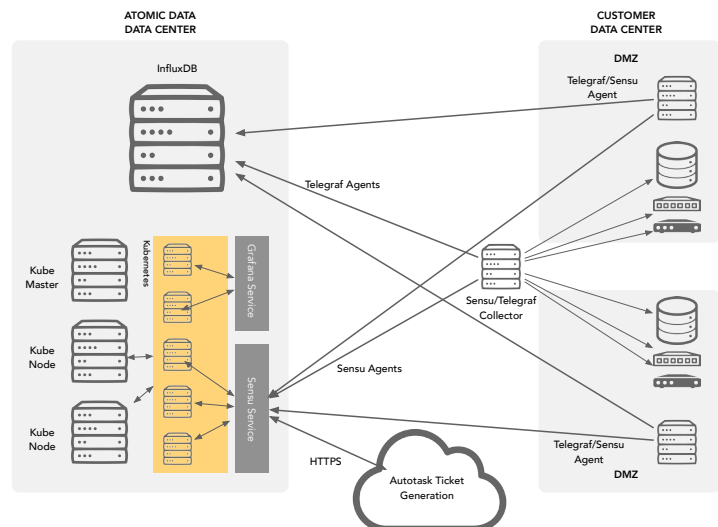 ATOMIC DATA
DATA CENTER
CUSTOMER
DATA CENTER
InfluxDB
DMZ
Telegraf/Sensu
Agent
Telegraf Agents
Kube
Master
Kubernetes
Grafana Service
Sensu/Telegraf
Collector
Kube
Node
Sensu Agents
Sensu Service
Kube
Node
HTTPS
Autotask Ticket
Generation
Telegraf/Sensu
Agent
DMZ